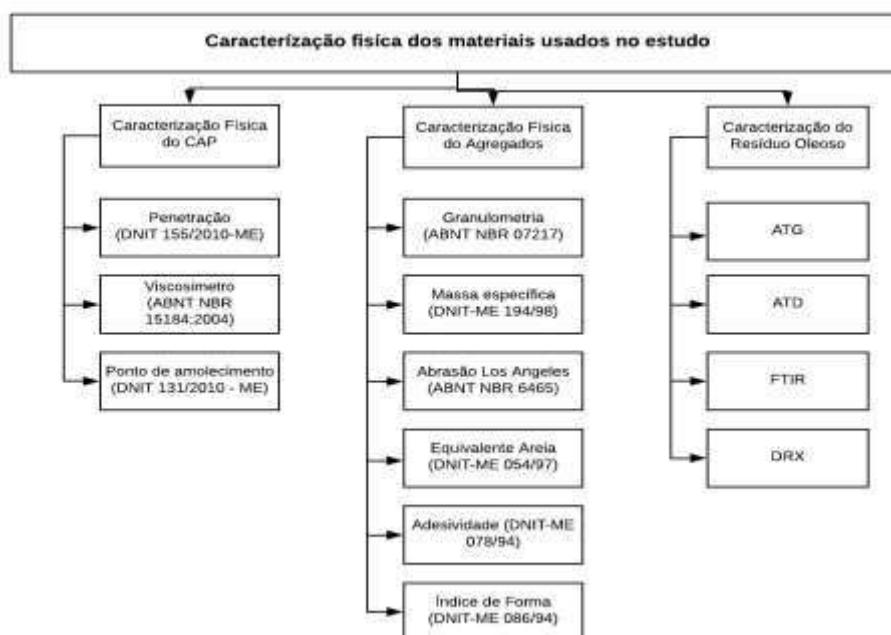 Caracterízação fisíca dos materiais usados no estudo
Caracterização Física
do CAP
Penetração
(DNIT 155/2010-ME)
Viscosimetro
(ABNT NBR
15184:2004)
Ponto de amolecimento
(DNIT 131/2010 - ME)
Caracterização Física
do Agregados
Granulometria
(ABNT NBR 07217)
Massa específica
(DNIT-ME 194/98)
Abrasão Los Angeles
(ABNT NBR 6465)
Equivalente Areia
(DNIT-ME 054/97)
Adesividade (DNIT-ME
078/94)
Índice de Forma
(DNIT-ME 086/94)
Caracterização do
Resíduo Oleoso
ATG
ATD
FTIR
DRX